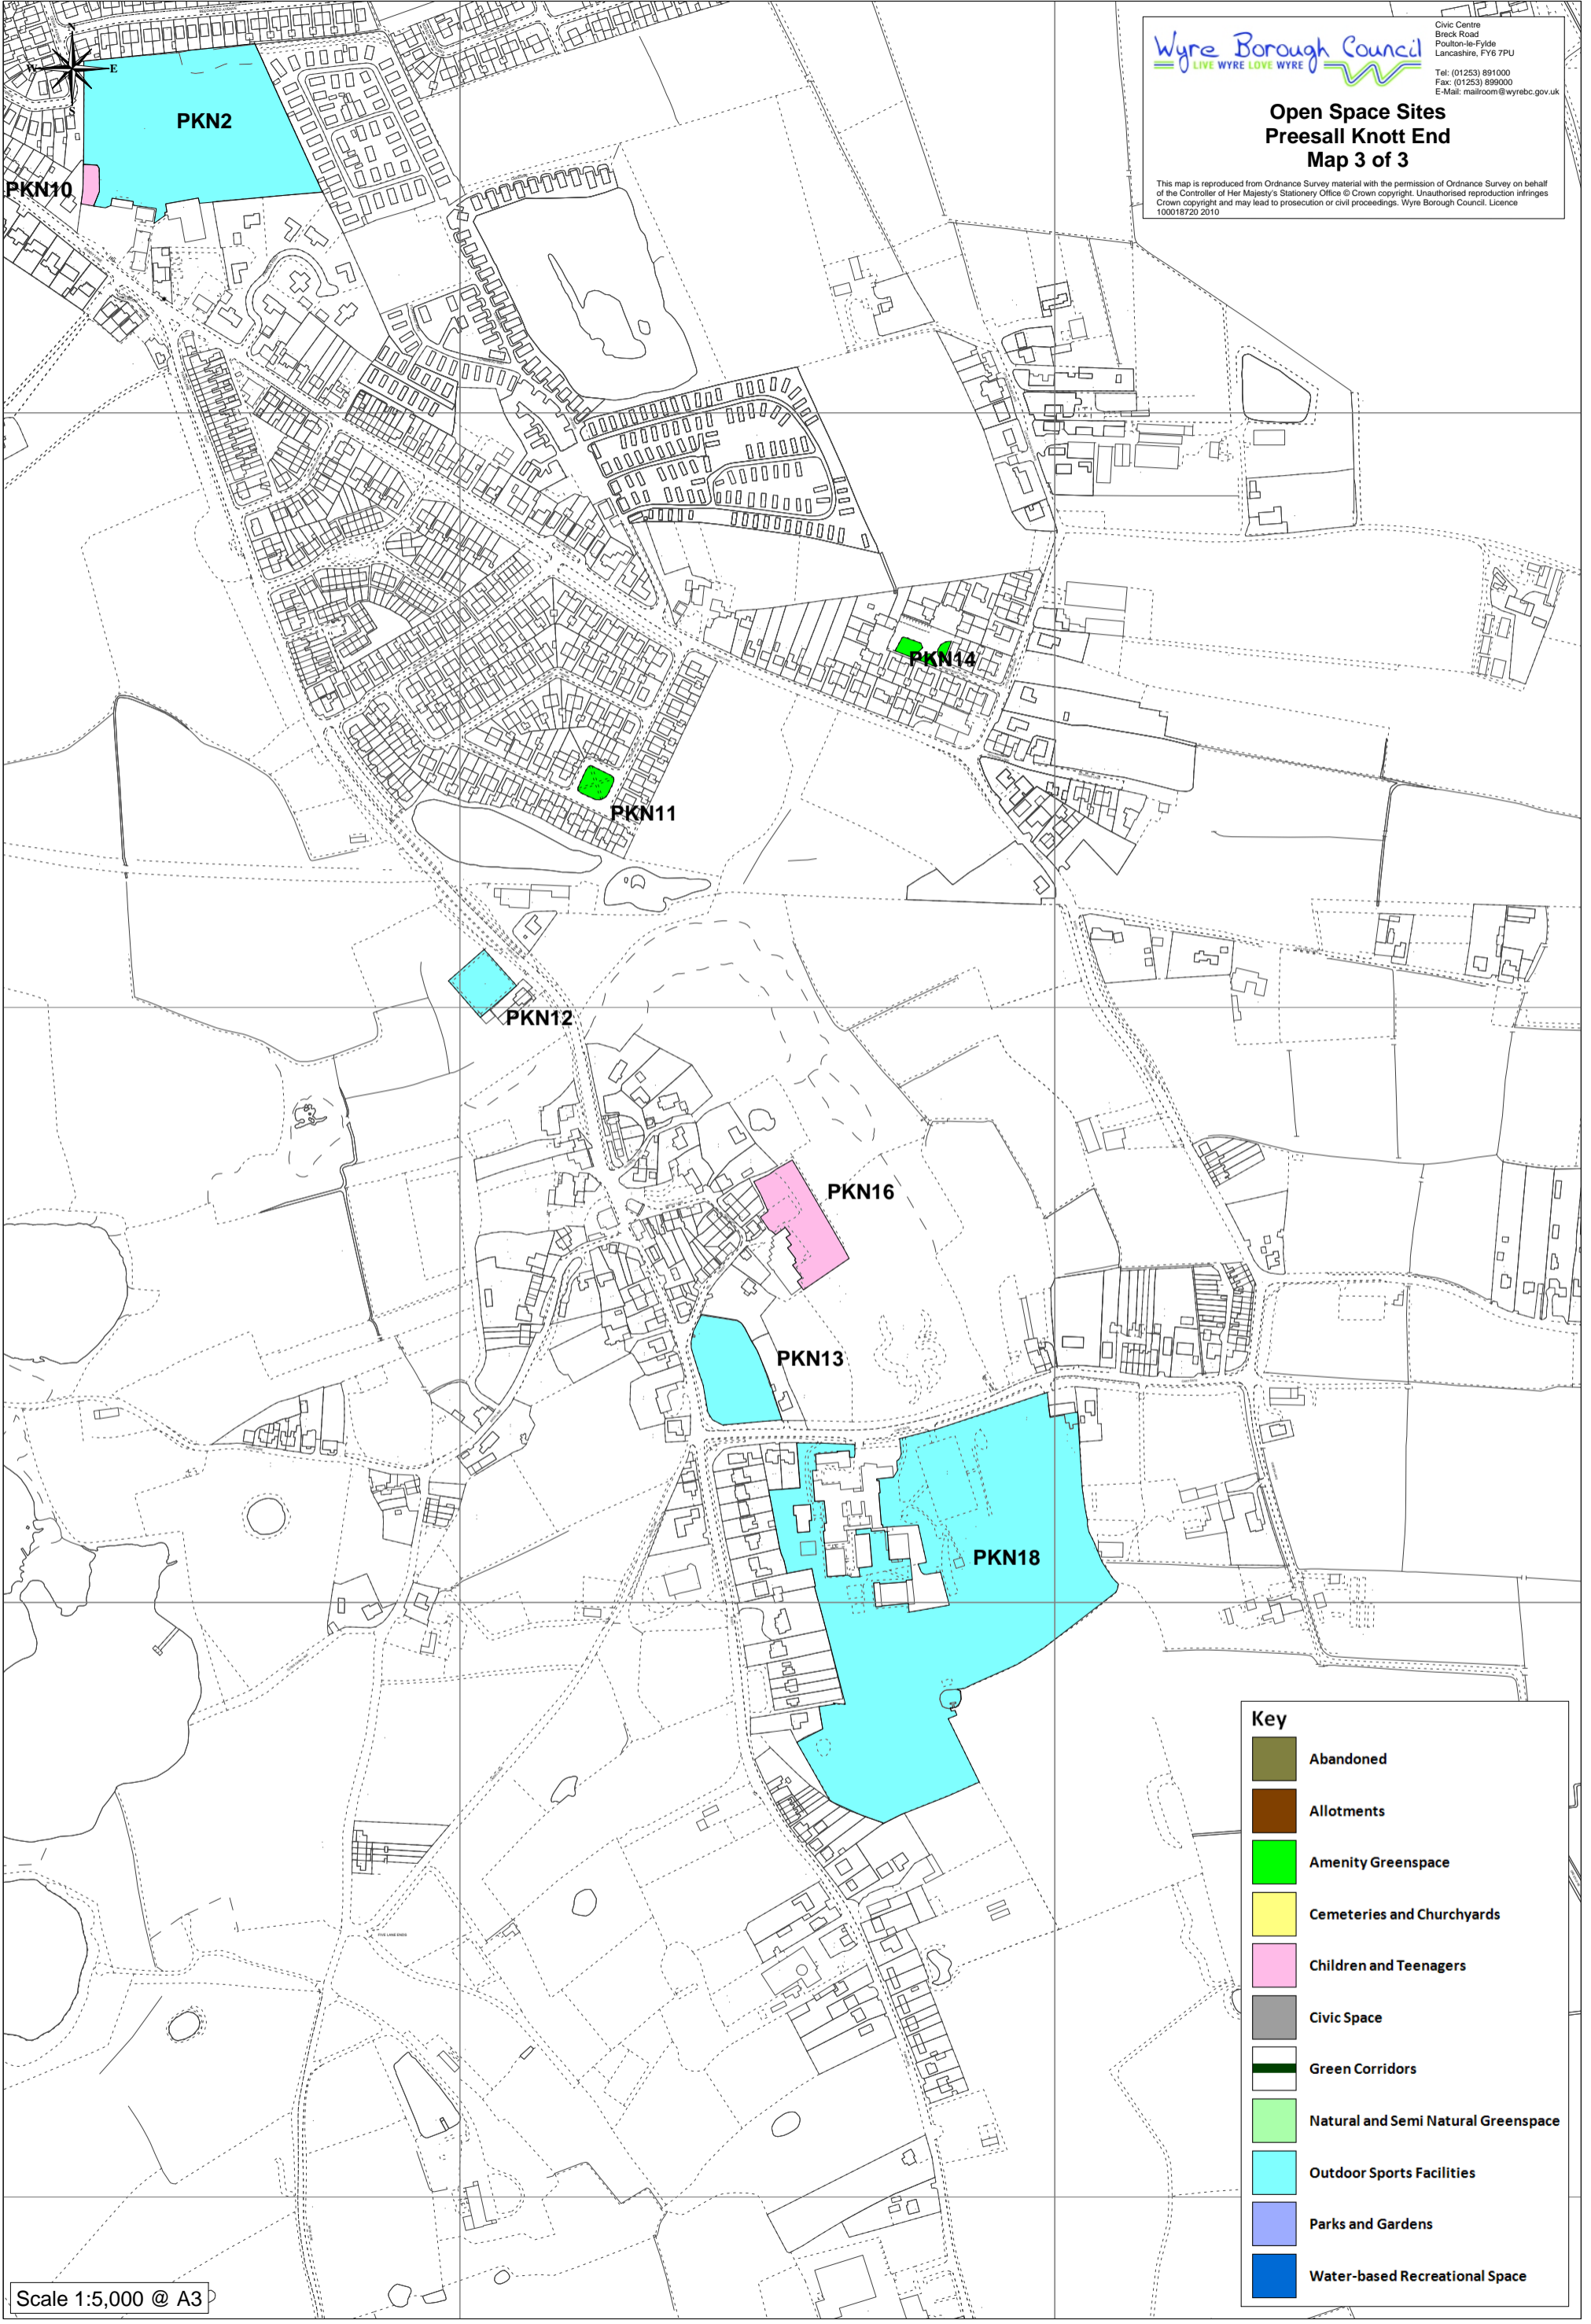 Wyre Borough Council
LIVE WYRE LOVE WYRE
Civic Centre
Breck Road
Poulton-le-Fylde
Lancashire, FY6 7PU
Tel: (01253) 891000
Fax: (01253) 899000
E-Mail: mailroom@wyrebc.gov.uk
Open Space Sites
Preesall Knott End
Map 3 of 3
This map is reproduced from Ordnance Survey material with the permission of Ordnance Survey on behalf
of the Controller of Her Majesty's Stationery Office © Crown copyright. Unauthorised reproduction infringes
Crown copyright and may lead to prosecution or civil proceedings. Wyre Borough Council. Licence
100018720 2010
N
W
E
S
PKN2
PKN10
PKN14
PKN11
PKN12
PKN16
PKN13
PKN18
FIVE LANE ENDS
Key
Abandoned
Allotments
Amenity Greenspace
Cemeteries and Churchyards
Children and Teenagers
Civic Space
Green Corridors
Natural and Semi Natural Greenspace
Outdoor Sports Facilities
Parks and Gardens
Water-based Recreational Space
Scale 1:5,000 @ A3